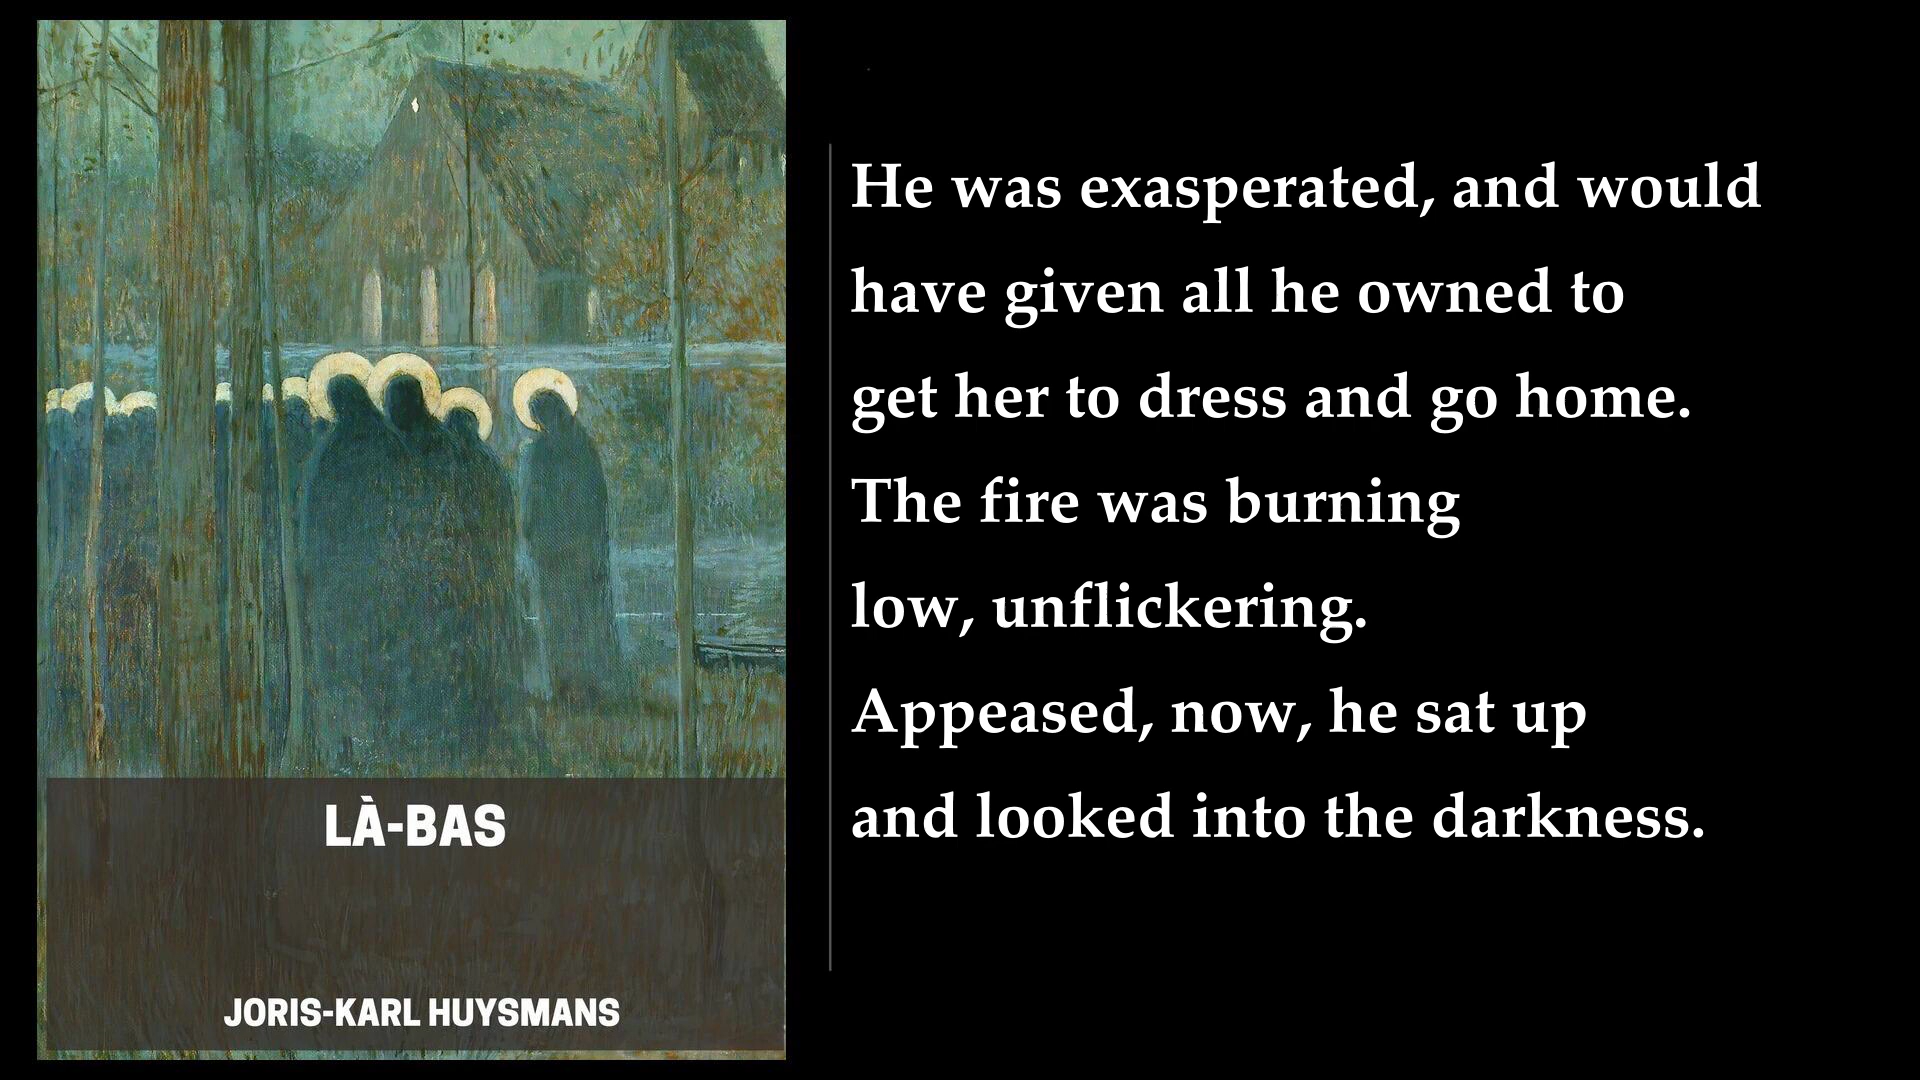 LÀ-BAS
JORIS-KARL HUYSMANS
He was exasperated, and would
have given all he owned to
get her to dress and go home.
The fire was burning
low, unflickering.
Appeased, now, he sat up
and looked into the darkness.